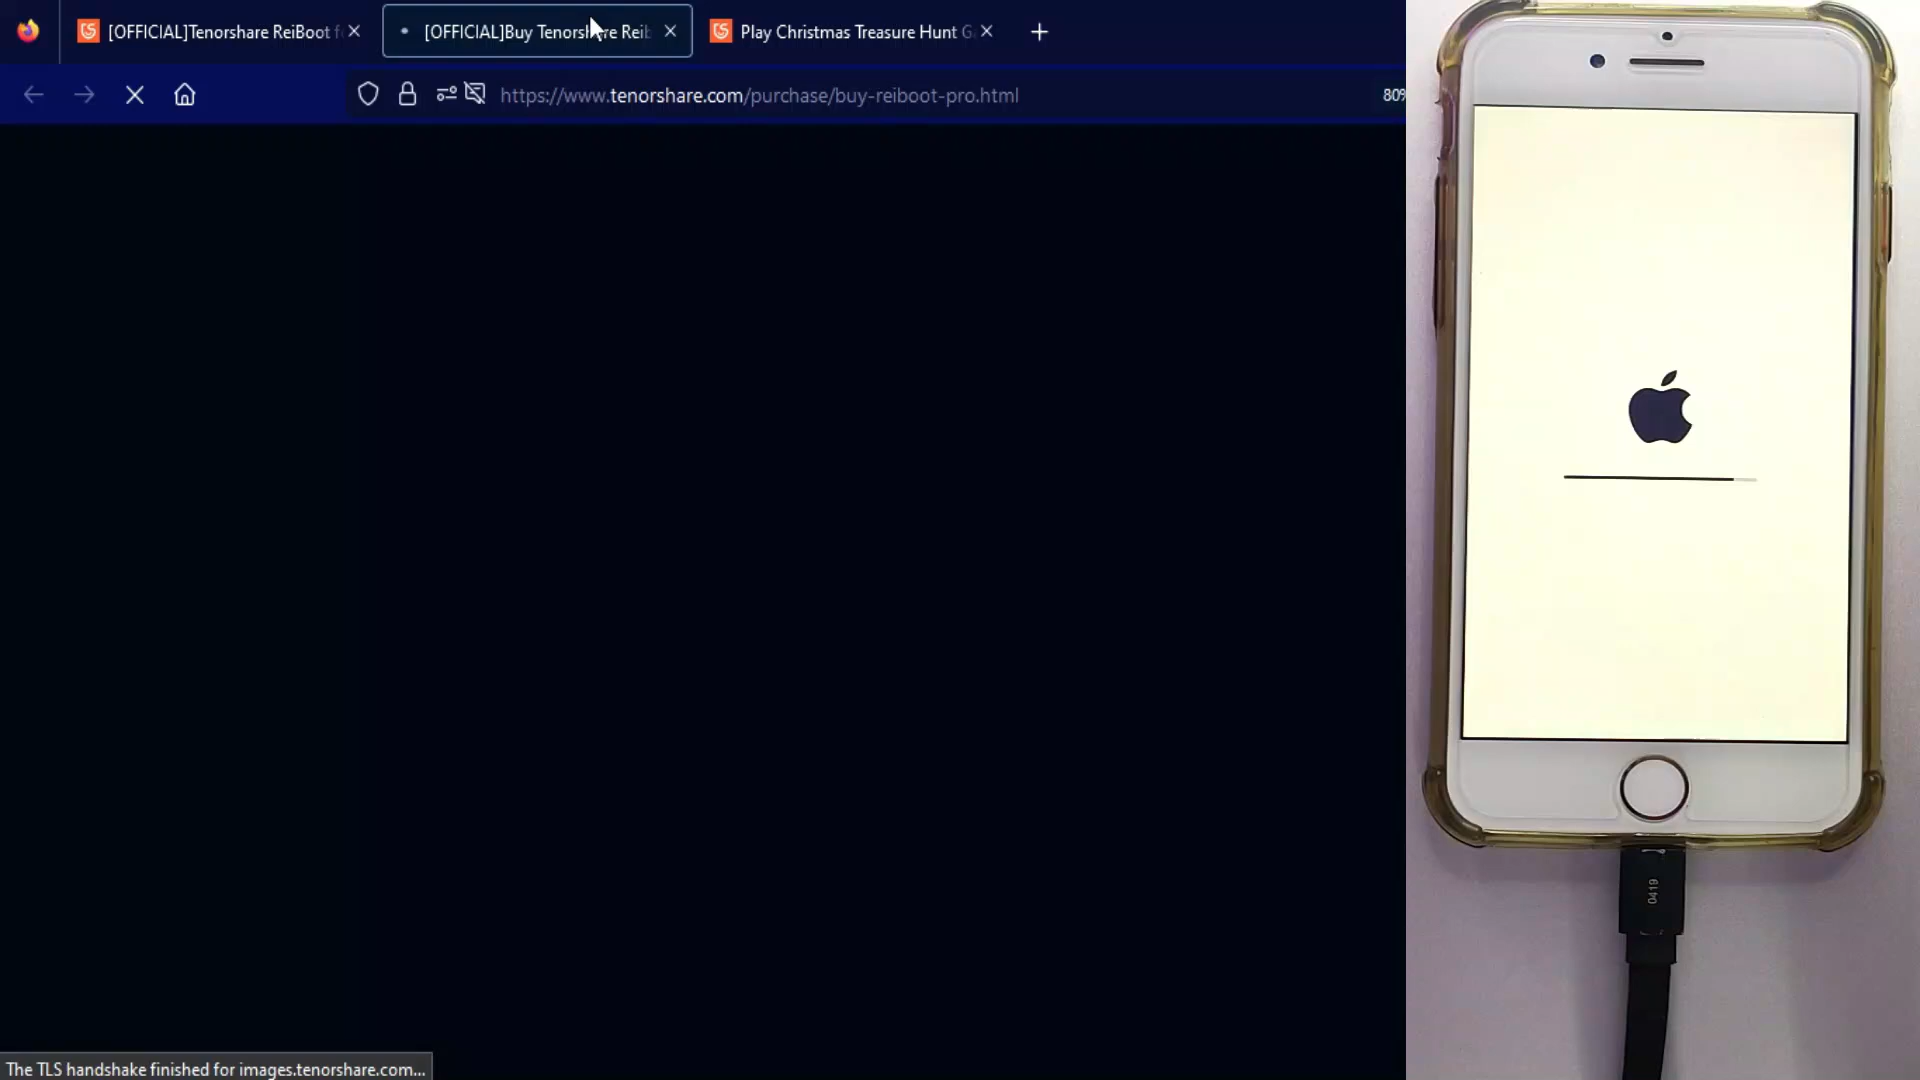 [OFFICIAL]Tenorshare ReiBoot f
[OFFICIAL]Buy Tenorshare Reib
Play Christmas Treasure Hunt G
https://www.tenorshare.com/purchase/buy-reiboot-pro.html
80%
0419
The TLS handshake finished for images.tenorshare.com...